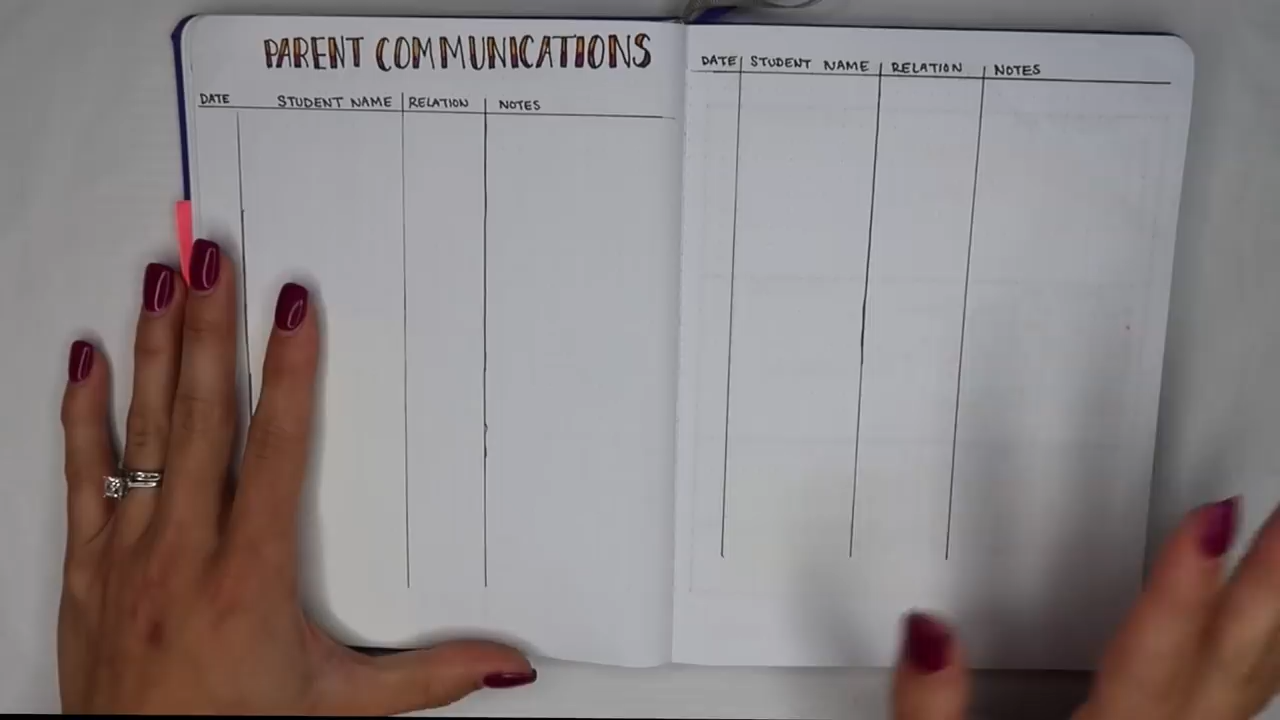 PARENT COMMUNICATIONS
DATE STUDENT NAME RELATION NOTES
DATE STUDENT NAME RELATION NOTES